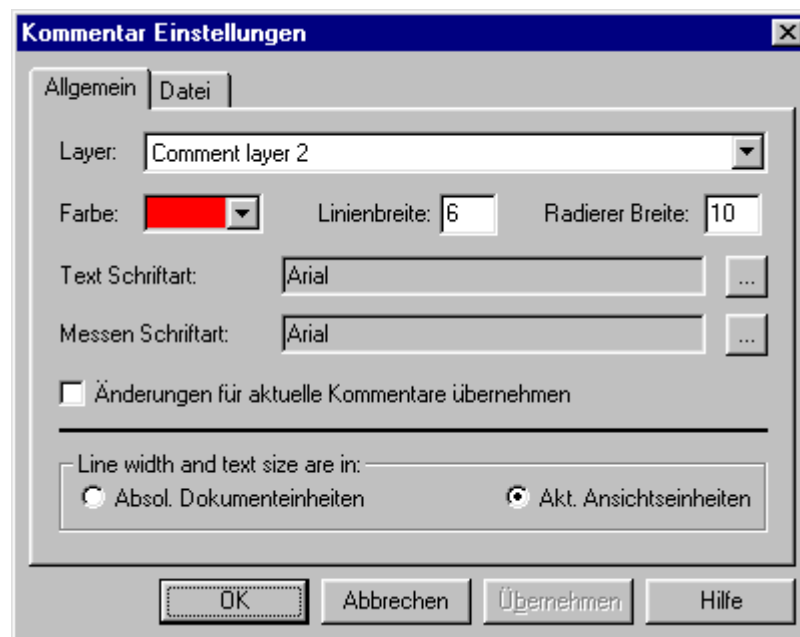 Kommentar Einstellungen
Allgemein Datei
Layer: Comment layer 2
Farbe: Linienbreite: 6 Radierer Breite: 10
Text Schriftart: Arial ...
Messen Schriftart: Arial ...
Änderungen für aktuelle Kommentare übernehmen
Line width and text size are in:
Absol. Dokumenteinheiten Akt. Ansichtseinheiten
OK Abbrechen Übernehmen Hilfe